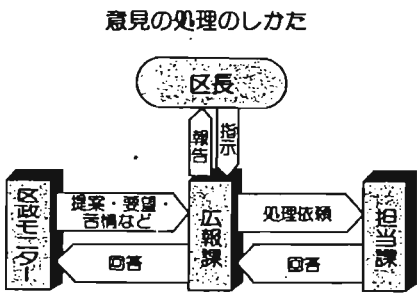 意見の処理のしかた
区長
報告
指示
区政モニター
提案・要望・
苦情など
広報課
処理依頼
担当課
回答
回答